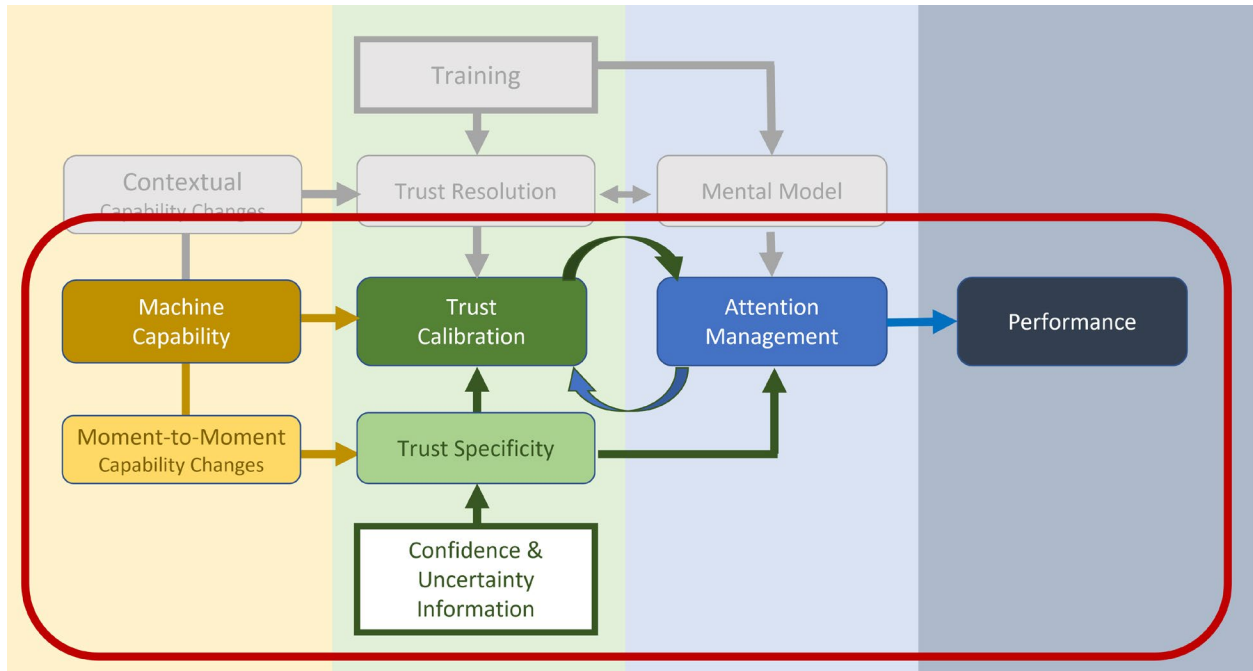 Training
Contextual
Capability Changes
Trust Resolution
Mental Model
Machine
Capability
Trust
Calibration
Attention
Management
Performance
Moment-to-Moment
Capability Changes
Trust Specificity
Confidence &
Uncertainty
Information